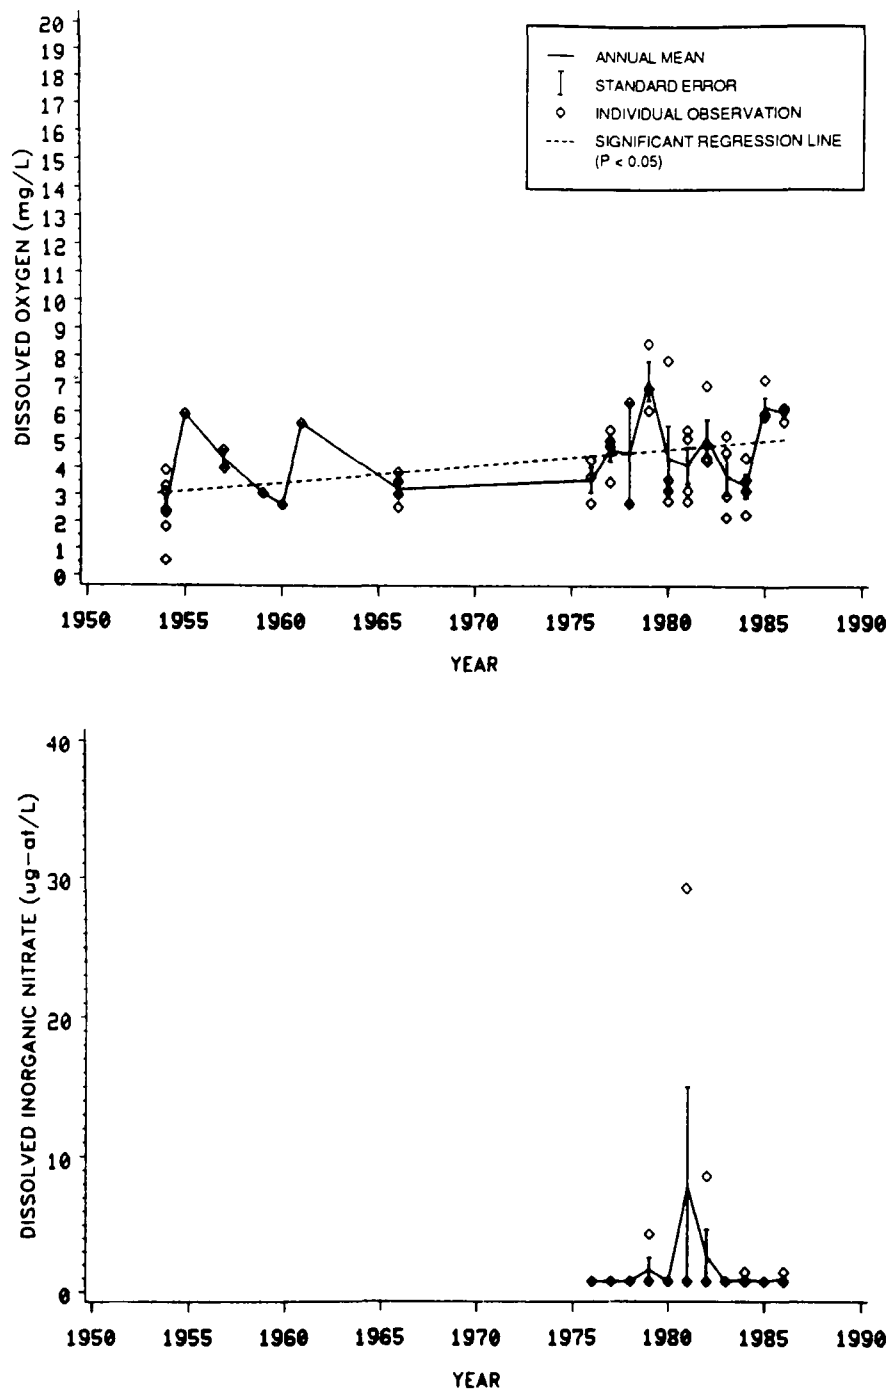 20
19
18
17
16
15
14
13
12
11
10
9
8
7
6
5
4
3
2
1
0
DISSOLVED OXYGEN (mg/L)
ANNUAL MEAN
STANDARD ERROR
INDIVIDUAL OBSERVATION
SIGNIFICANT REGRESSION LINE
(P < 0.05)
1950 1955 1960 1965 1970 1975 1980 1985 1990
YEAR
40
30
20
10
0
DISSOLVED INORGANIC NITRATE (ug-at/L)
1950 1955 1960 1965 1970 1975 1980 1985 1990
YEAR